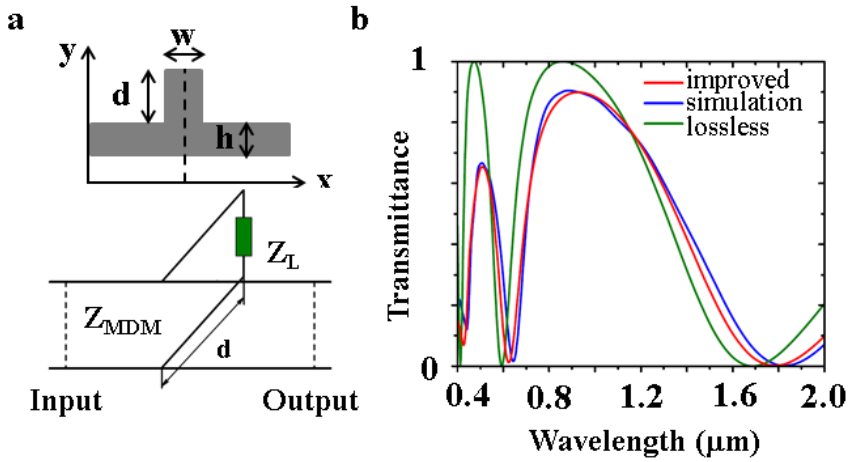 a
w
y
d
h
x
Z_L
Z_MDM
d
Input
Output
b
1
improved
simulation
lossless
Transmittance
0
0.4
0.8
1.2
1.6
2.0
Wavelength (μm)